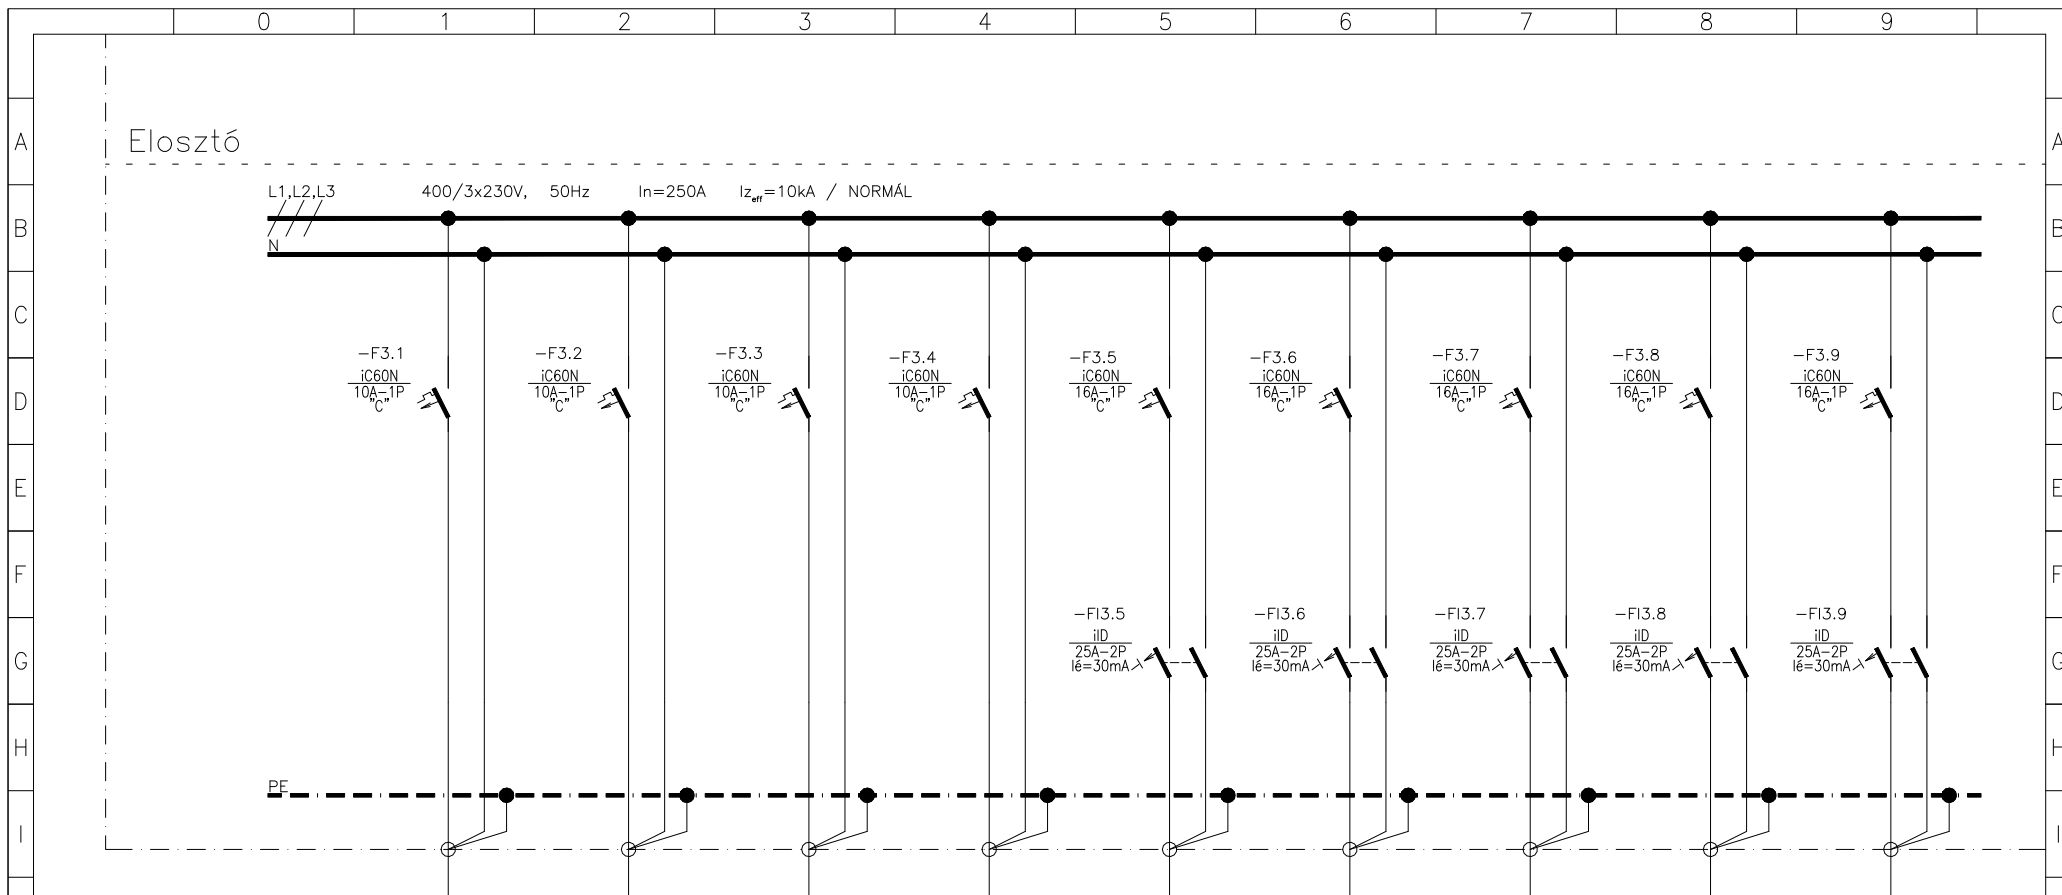 0 1 2 3 4 5 6 7 8 9
A A
Elosztó
L1,L2,L3 400/3x230V, 50Hz In=250A Iz eff=10kA / NORMÁL
B B
N
C C
-F3.1 -F3.2 -F3.3 -F3.4 -F3.5 -F3.6 -F3.7 -F3.8 -F3.9
iC60N iC60N iC60N iC60N iC60N iC60N iC60N iC60N iC60N
10A-1P 10A-1P 10A-1P 10A-1P 16A-1P 16A-1P 16A-1P 16A-1P 16A-1P
D "C" "C" "C" "C" "C" "C" "C" "C" "C" D
E E
F F
-FI3.5 -FI3.6 -FI3.7 -FI3.8 -FI3.9
iID iID iID iID iID
25A-2P 25A-2P 25A-2P 25A-2P 25A-2P
G Ié=30mA Ié=30mA Ié=30mA Ié=30mA Ié=30mA G
H H
PE
I I